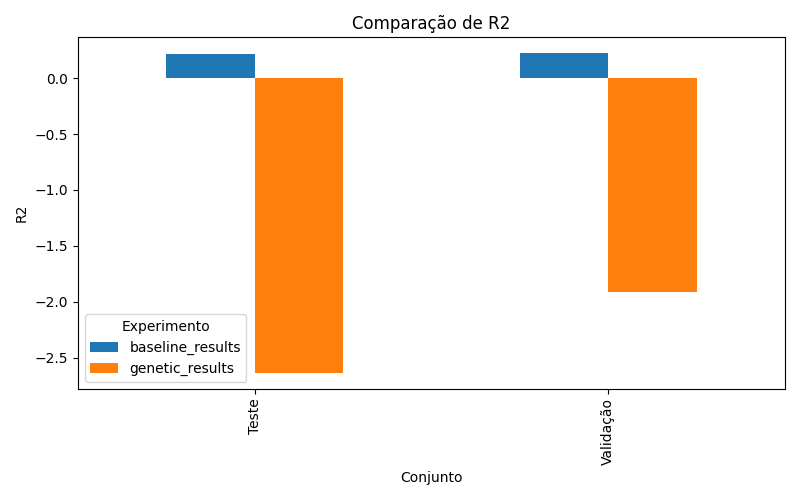 Comparação de R2
R2
0.0
−0.5
−1.0
−1.5
−2.0
−2.5
Experimento
baseline_results
genetic_results
Teste
Validação
Conjunto